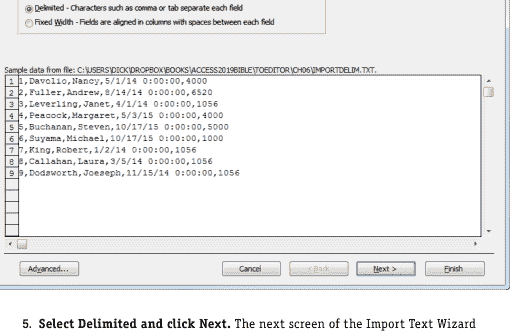 Delimited - Characters such as comma or tab separate each field
Fixed Width - Fields are aligned in columns with spaces between each field
Sample data from file: C:\USERS\DICK\DROPBOX\BOOKS\ACCESS2019BIBLE\TOEDITOR\CH06\IMPORTDELIM.TXT.
1 1,Davolio,Nancy,5/1/14 0:00:00,4000
2 2,Fuller,Andrew,8/14/14 0:00:00,6520
3 3,Leverling,Janet,4/1/14 0:00:00,1056
4 4,Peacock,Margaret,5/3/15 0:00:00,4000
5 5,Buchanan,Steven,10/17/15 0:00:00,5000
6 6,Suyama,Michael,10/17/15 0:00:00,1000
7 7,King,Robert,1/2/14 0:00:00,1056
8 8,Callahan,Laura,3/5/14 0:00:00,1056
9 9,Dodsworth,Joeseph,11/15/14 0:00:00,1056
Advanced... Cancel < Back Next > Finish
5. Select Delimited and click Next. The next screen of the Import Text Wizard